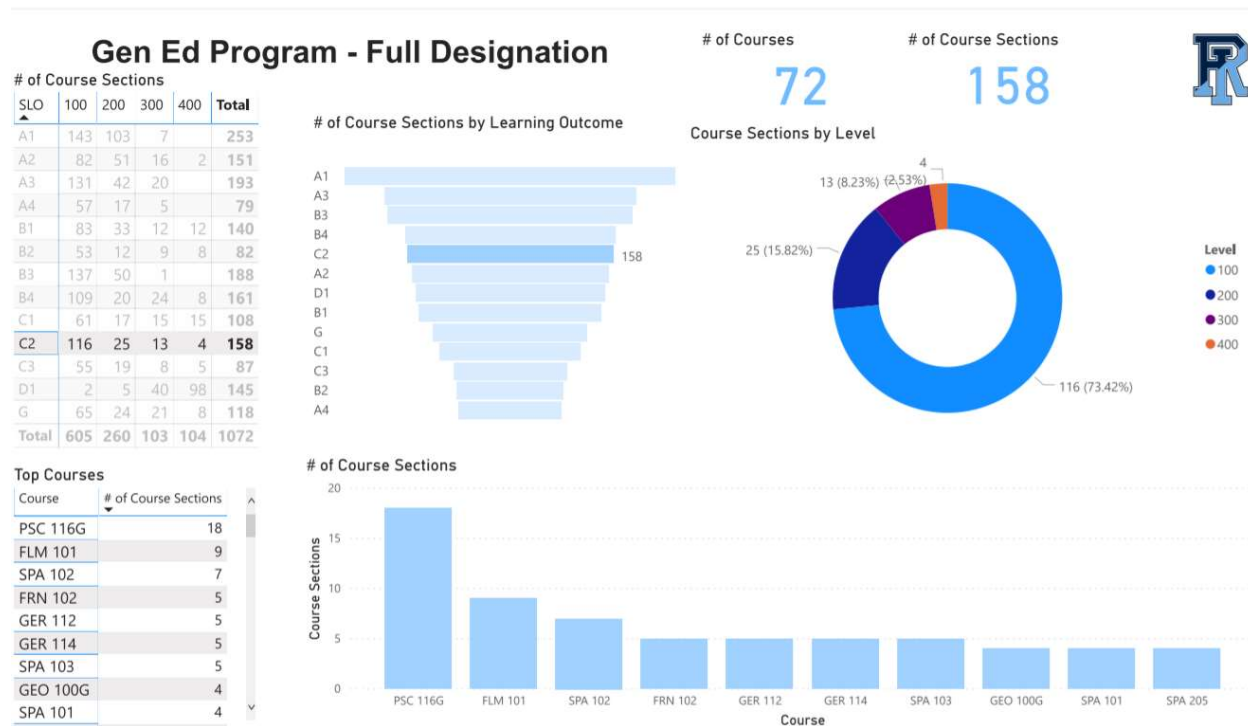 Gen Ed Program - Full Designation
# of Courses
72
# of Course Sections
158
# of Course Sections
SLO 100 200 300 400 Total
A1 143 103 7 253
A2 82 51 16 2 151
A3 131 42 20 193
A4 57 17 5 79
B1 83 33 12 12 140
B2 53 12 9 8 82
B3 137 50 1 188
B4 109 20 24 8 161
C1 61 17 15 15 108
C2 116 25 13 4 158
C3 55 19 8 5 87
D1 2 5 40 98 145
G 65 24 21 8 118
Total 605 260 103 104 1072
# of Course Sections by Learning Outcome
A1
A3
B3
B4
C2 158
A2
D1
B1
G
C1
C3
B2
A4
Course Sections by Level
4
(2.53%)
13 (8.23%)
25 (15.82%)
116 (73.42%)
Level
100
200
300
400
Top Courses
Course # of Course Sections
PSC 116G 18
FLM 101 9
SPA 102 7
FRN 102 5
GER 112 5
GER 114 5
SPA 103 5
GEO 100G 4
SPA 101 4
# of Course Sections
Course Sections
20
15
10
5
0
PSC 116G FLM 101 SPA 102 FRN 102 GER 112 GER 114 SPA 103 GEO 100G SPA 101 SPA 205
Course
R